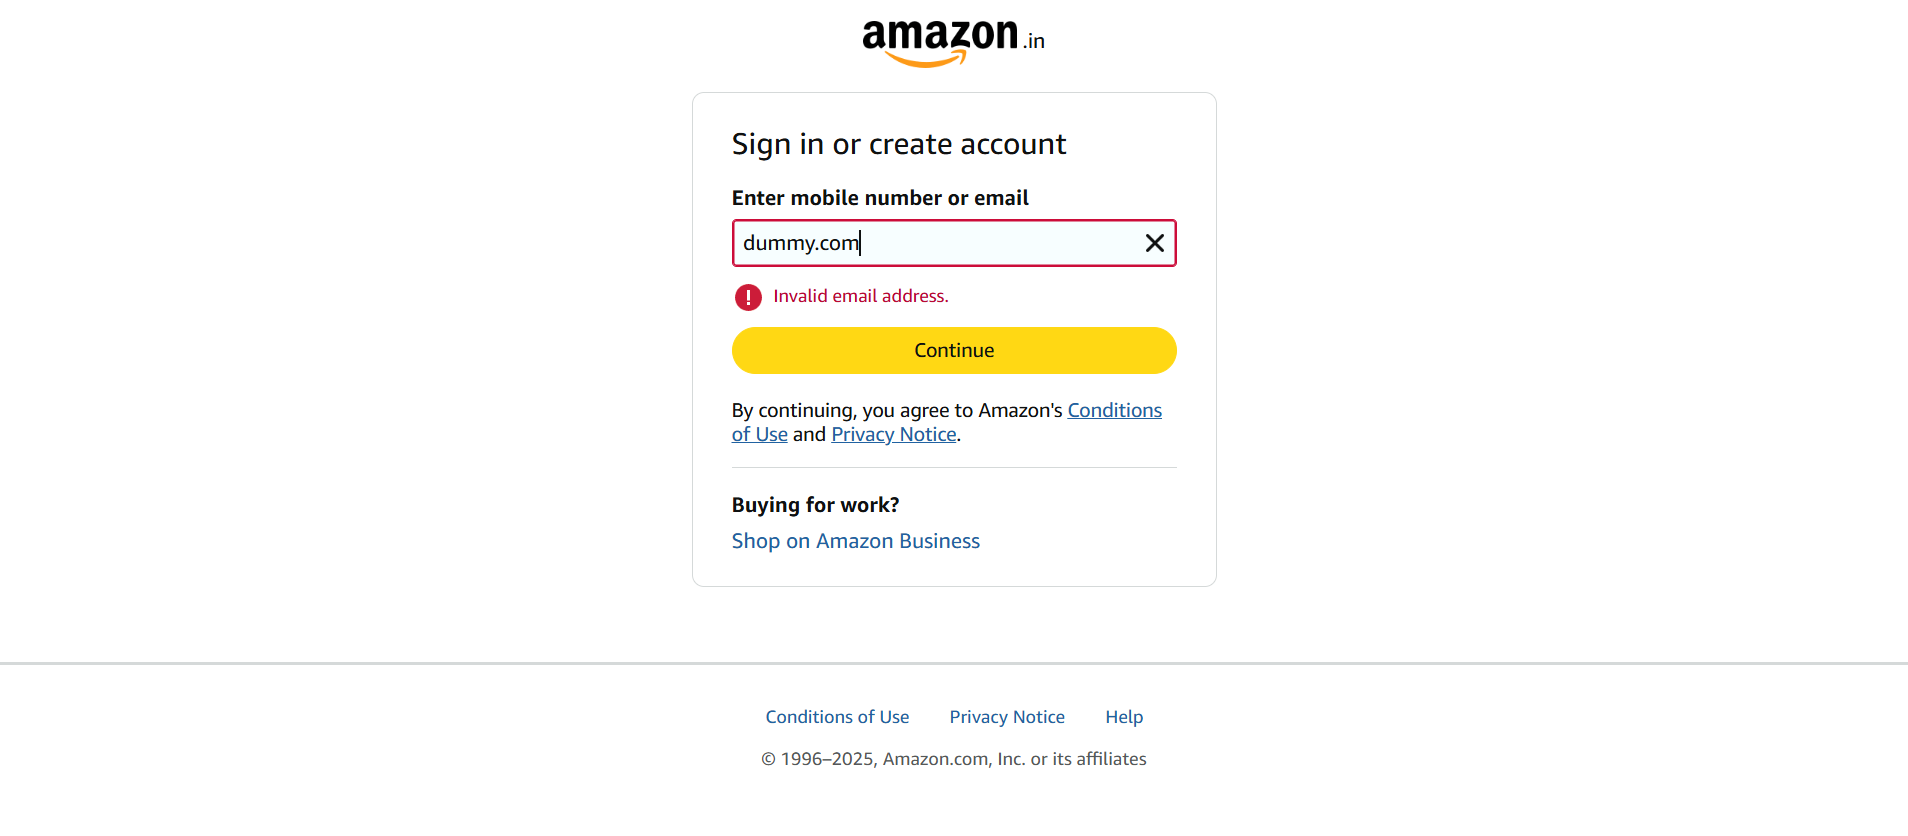 amazon.in
Sign in or create account
Enter mobile number or email
dummy.com
! Invalid email address.
Continue
By continuing, you agree to Amazon's Conditions
of Use and Privacy Notice.
Buying for work?
Shop on Amazon Business
Conditions of Use Privacy Notice Help
© 1996–2025, Amazon.com, Inc. or its affiliates